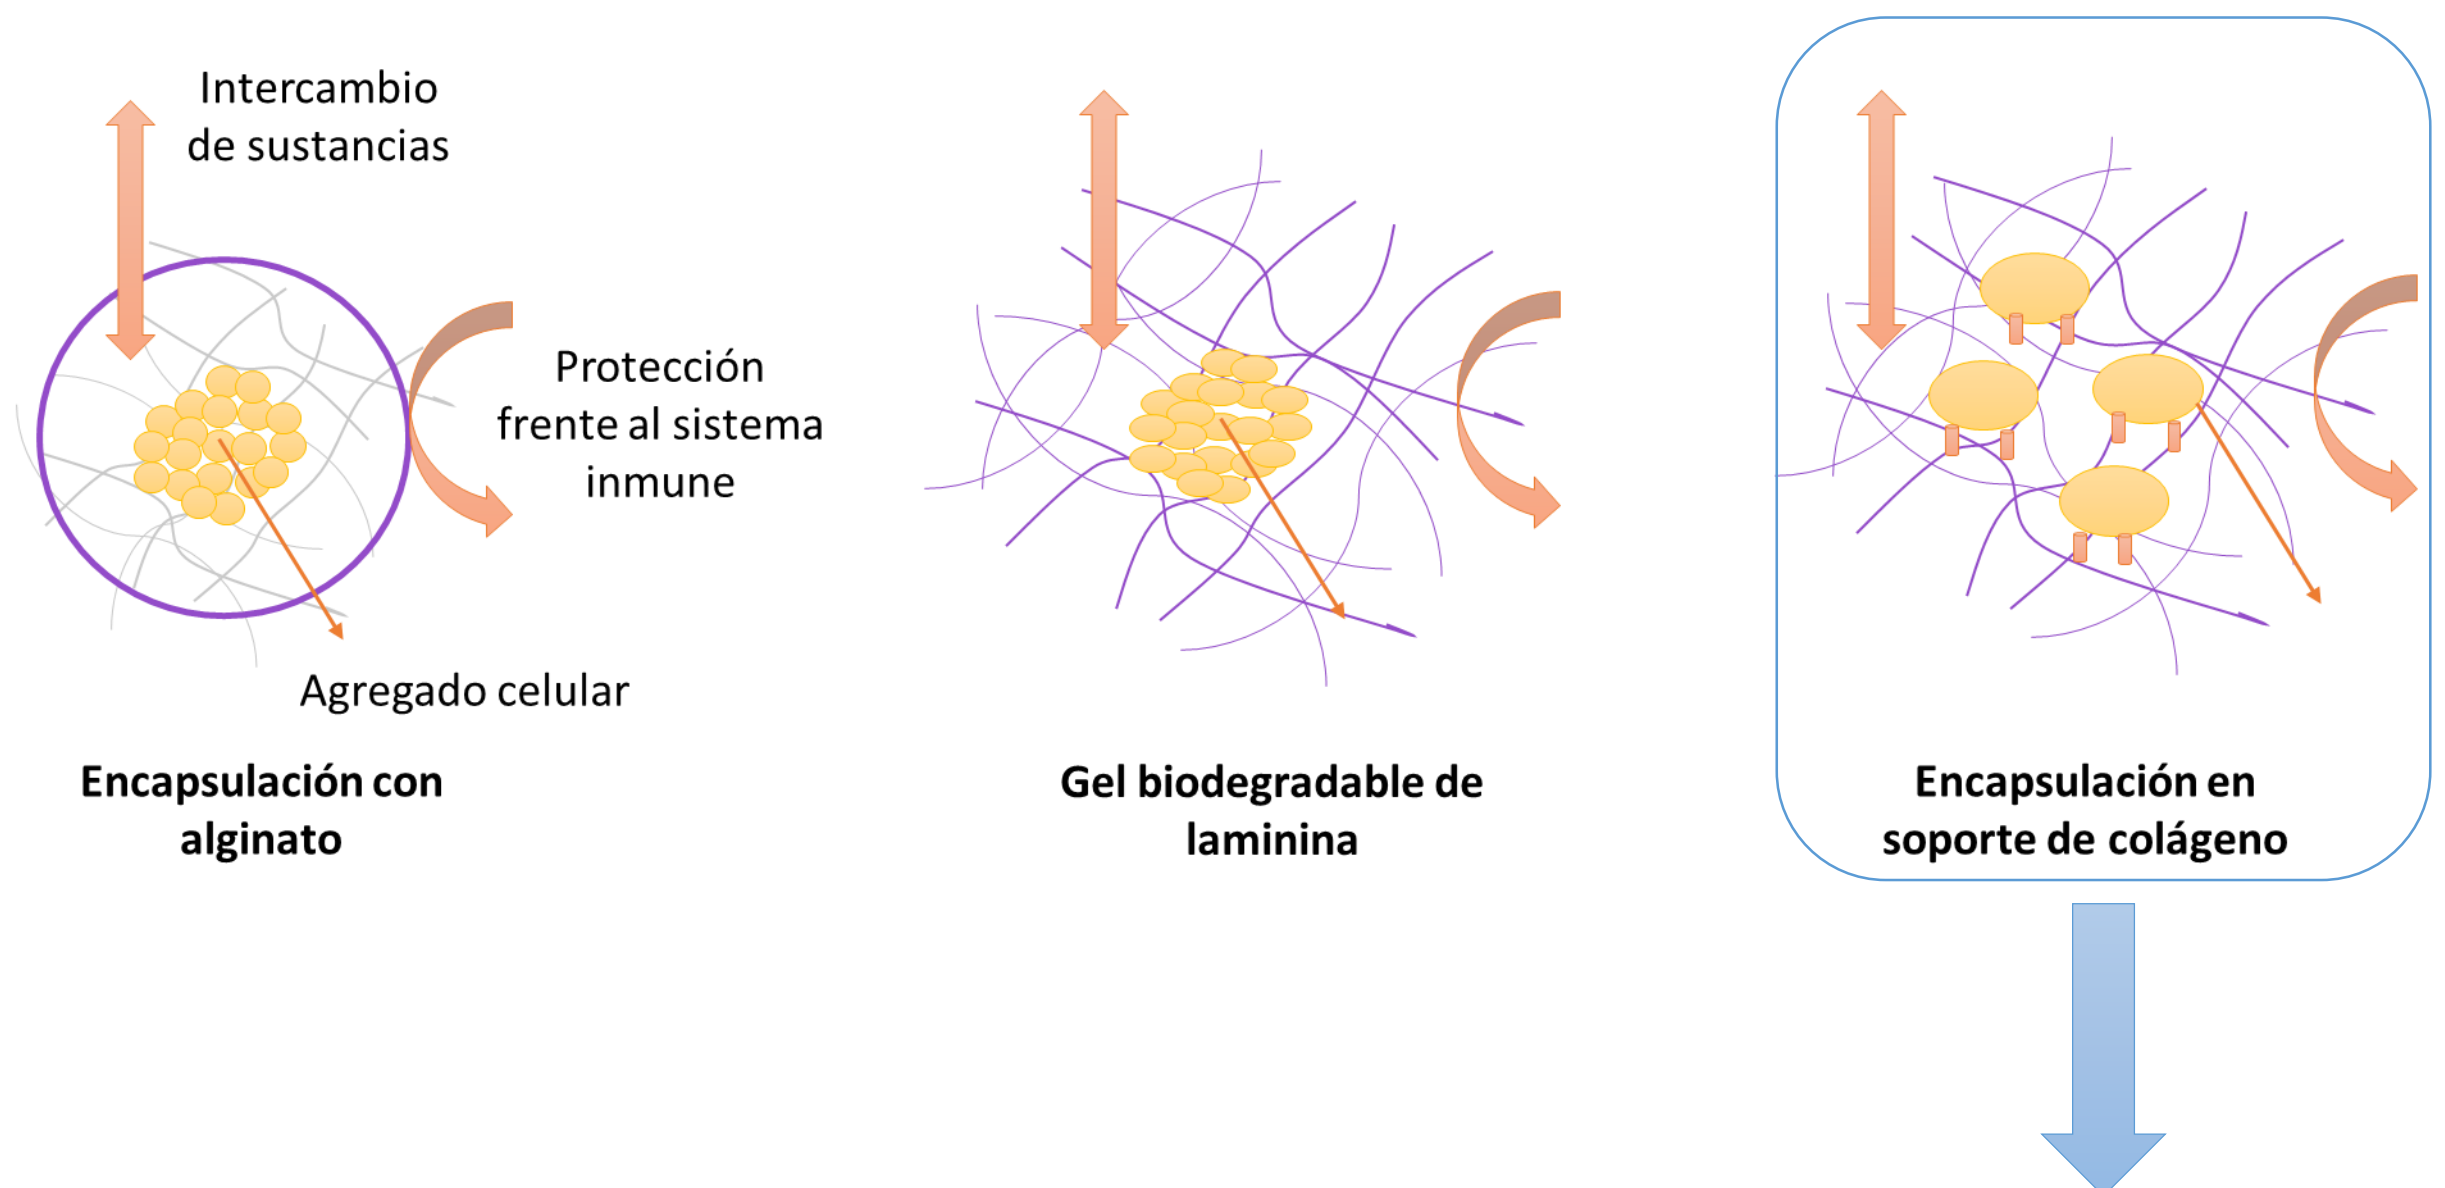 Intercambio
de sustancias
Protección
frente al sistema
inmune
Agregado celular
Encapsulación con
alginato
Gel biodegradable de
laminina
Encapsulación en
soporte de colágeno